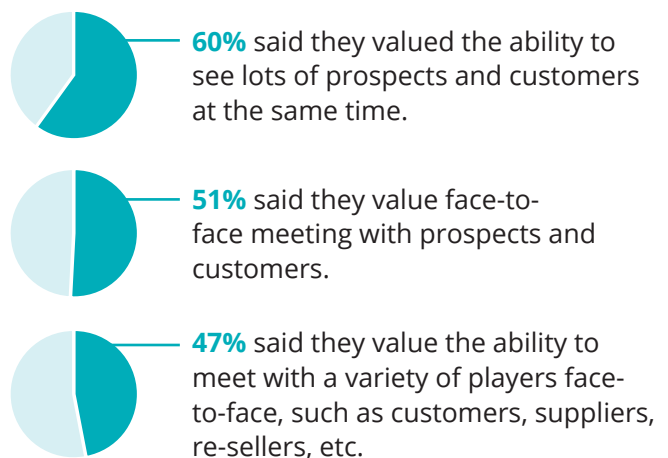 60% said they valued the ability to
see lots of prospects and customers
at the same time.
51% said they value face-to-
face meeting with prospects and
customers.
47% said they value the ability to
meet with a variety of players face-
to-face, such as customers, suppliers,
re-sellers, etc.